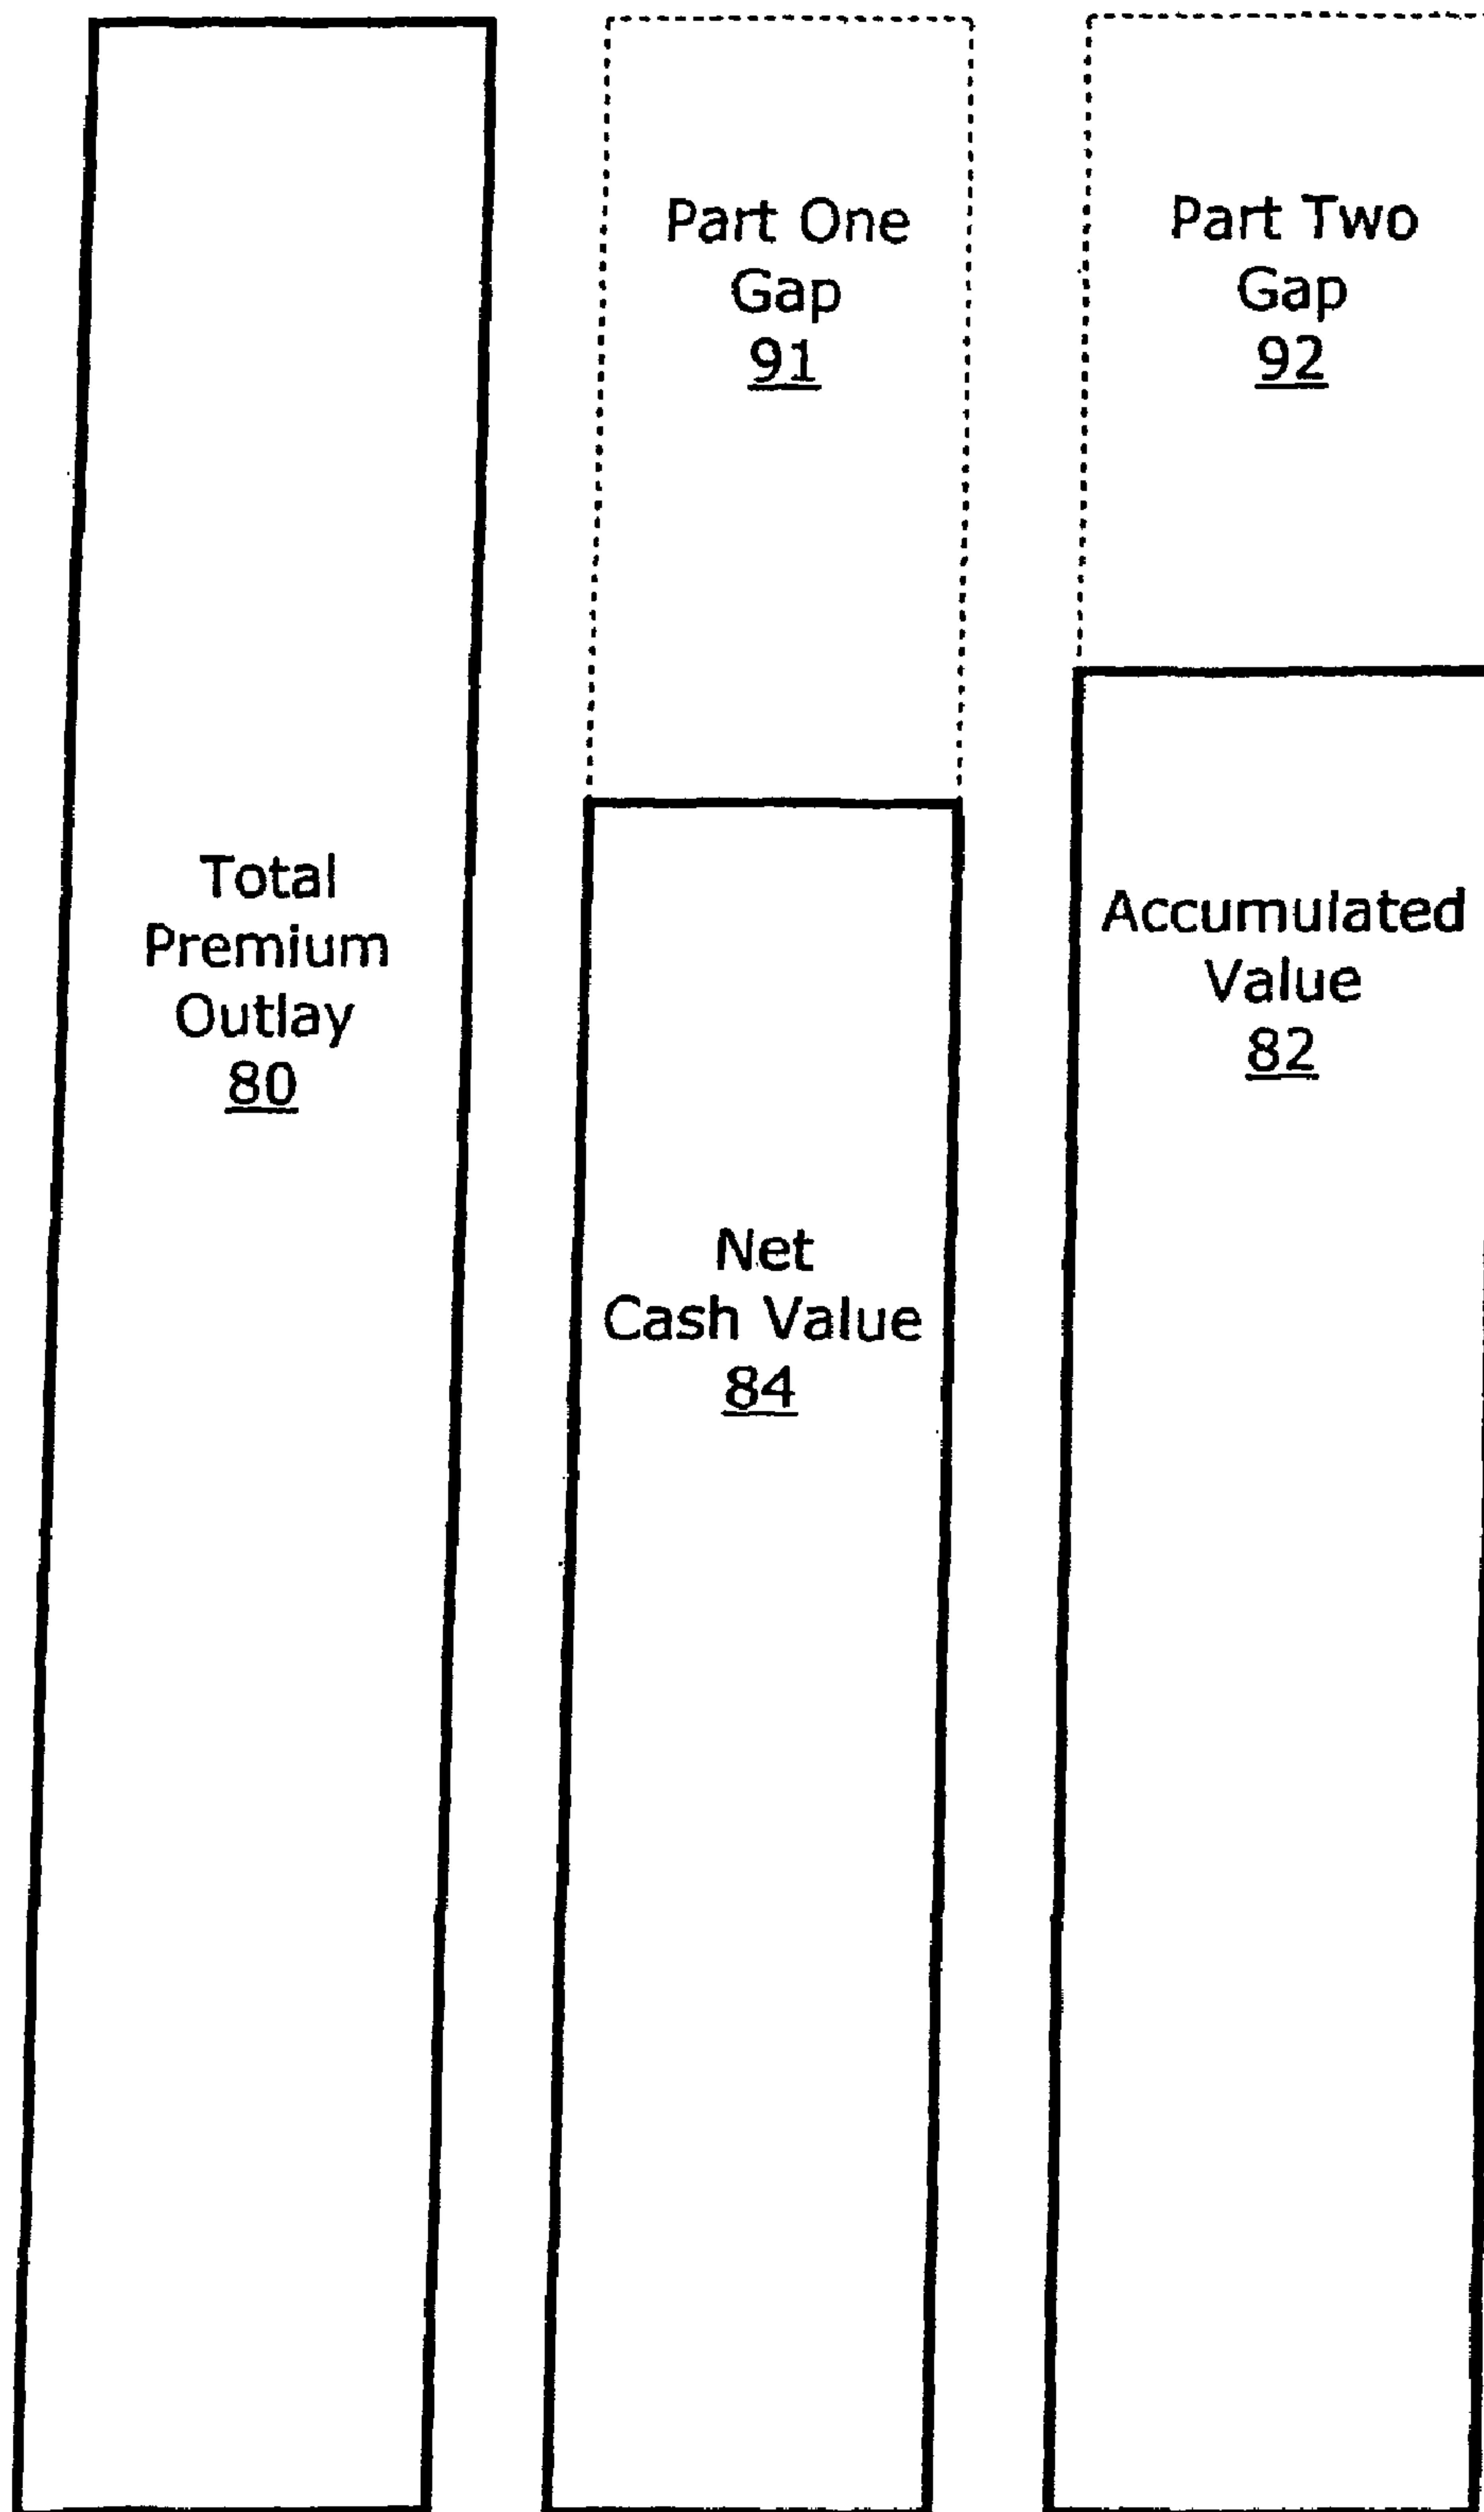 Total
Premium
Outlay
80
Part One
Gap
91
Net
Cash Value
84
Part Two
Gap
92
Accumulated
Value
82